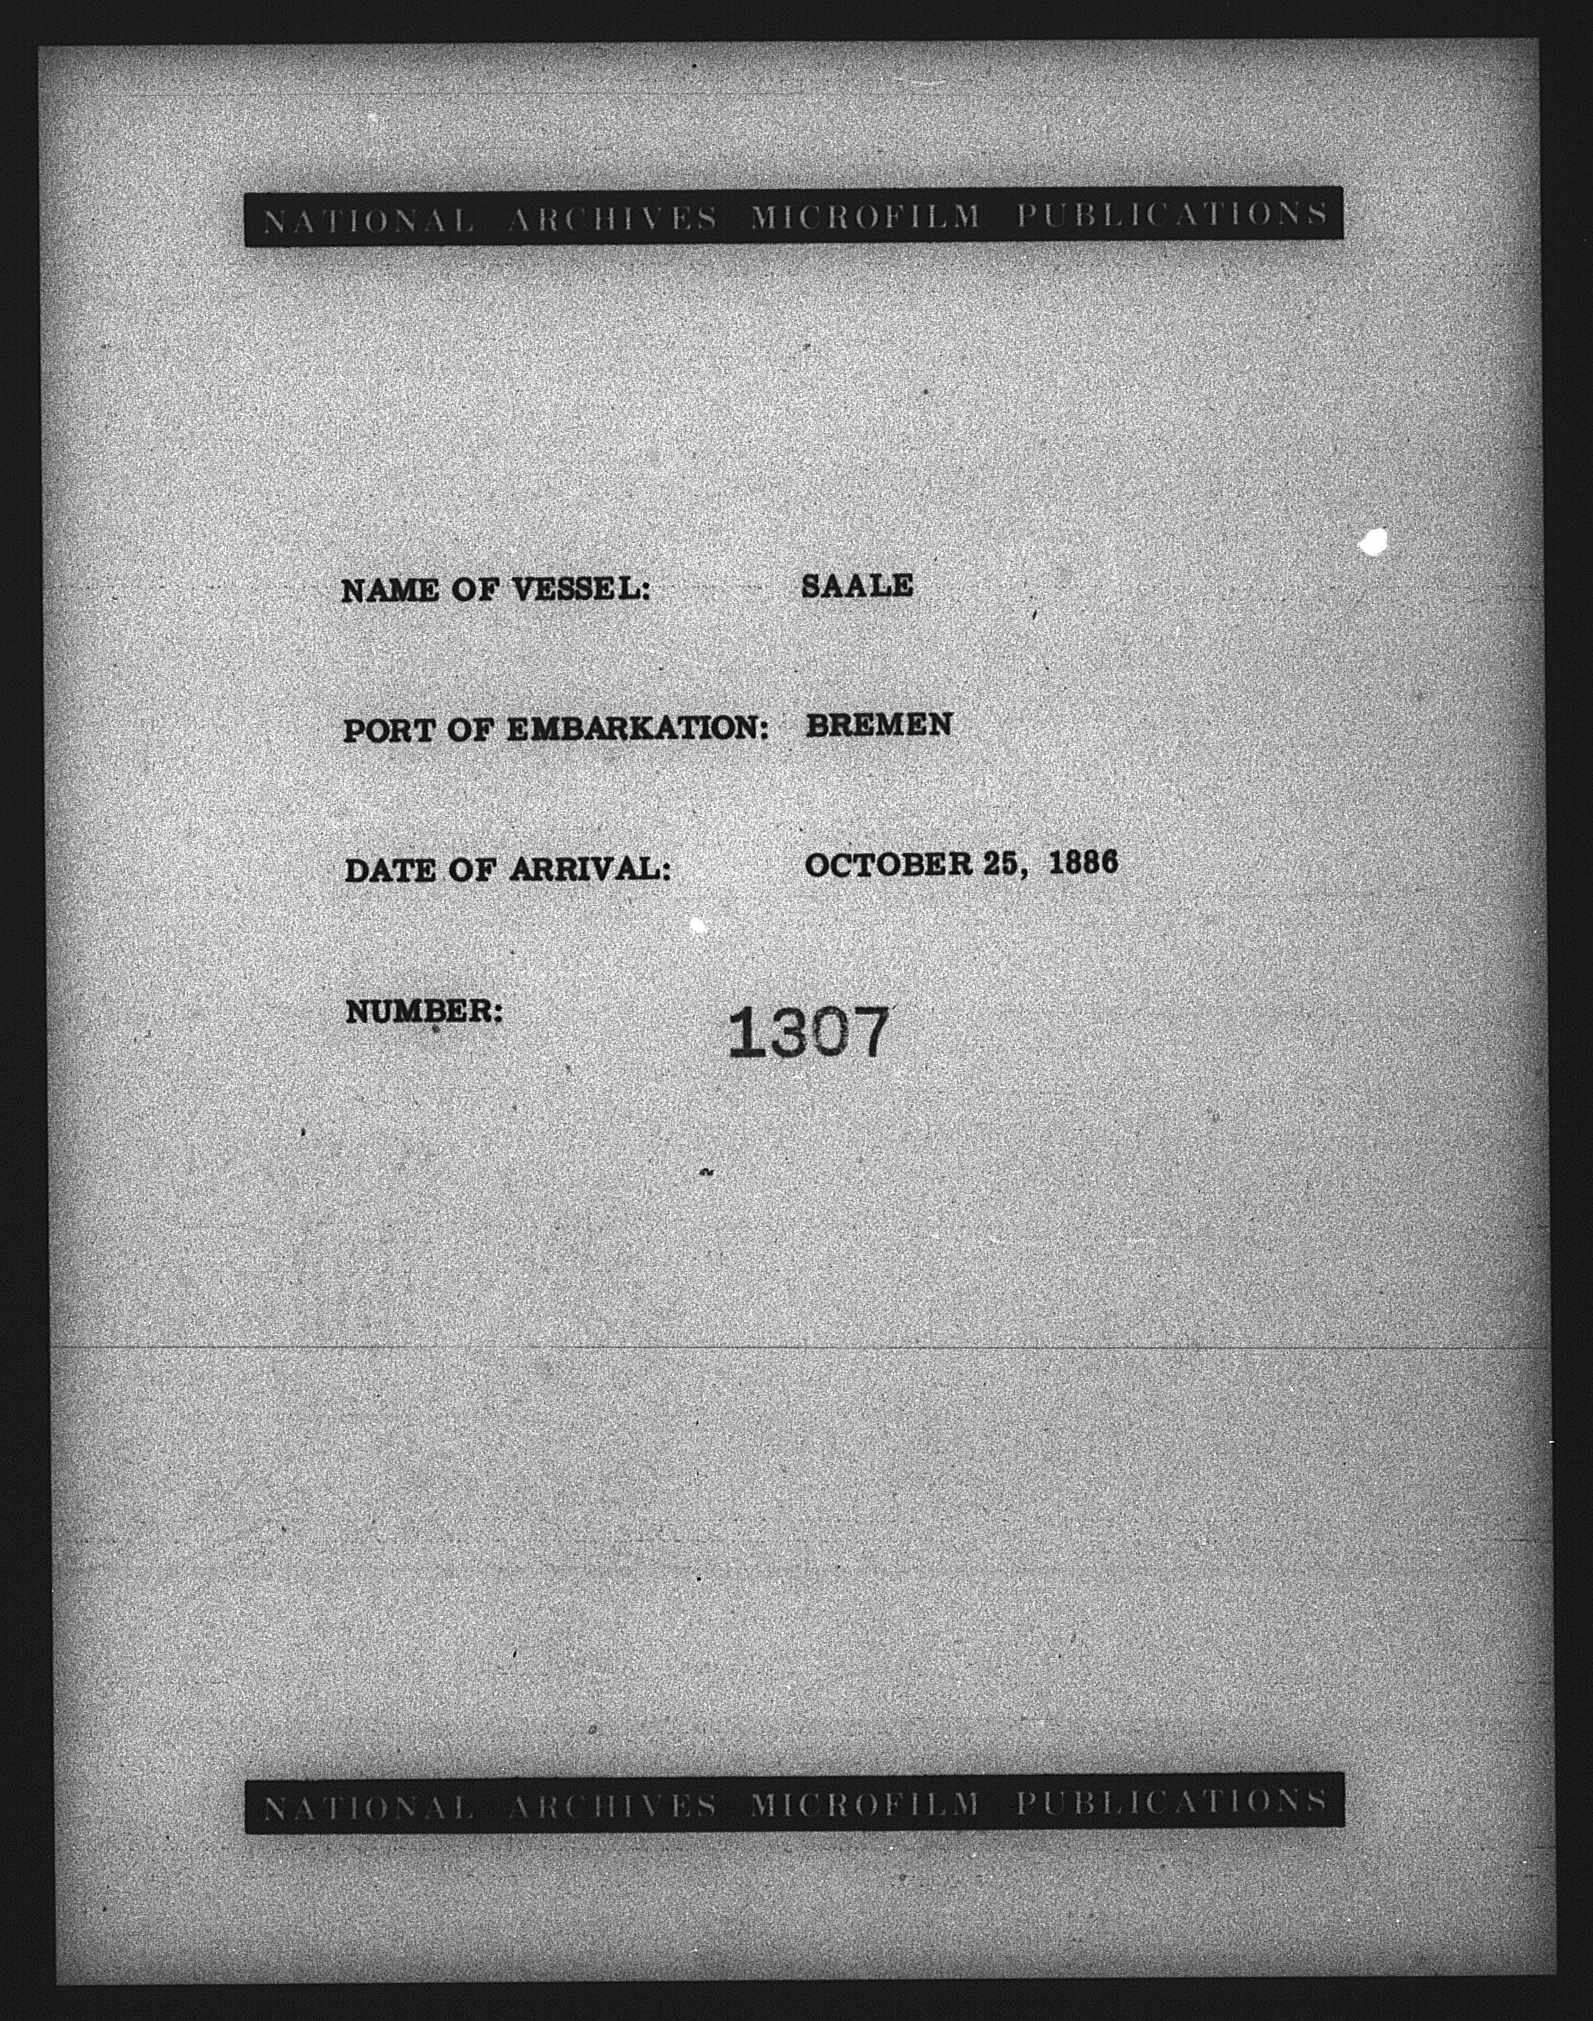 NATIONAL ARCHIVES MICROFILM PUBLICATIONS
NAME OF VESSEL: SAALE
PORT OF EMBARKATION: BREMEN
DATE OF ARRIVAL: OCTOBER 25, 1886
NUMBER: 1307
NATIONAL ARCHIVES MICROFILM PUBLICATIONS